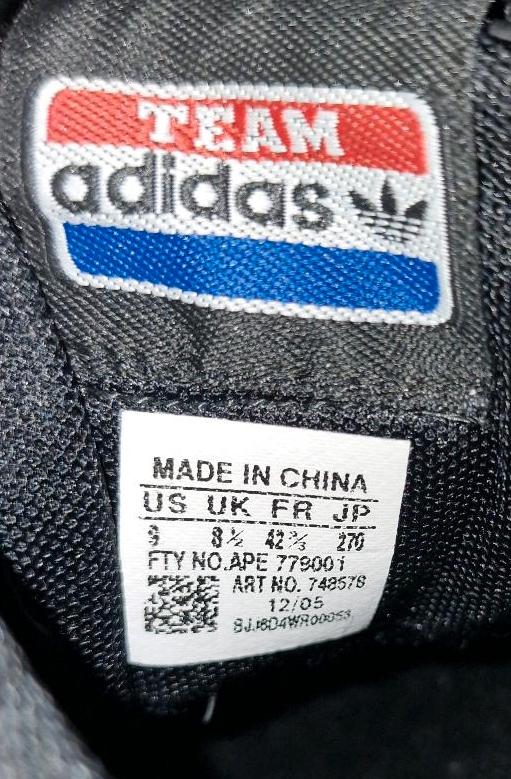 TEAM
adidas
MADE IN CHINA
US UK FR JP
9 8½ 42⅔ 270
FTY NO.APE 779001
ART NO. 748578
12/05